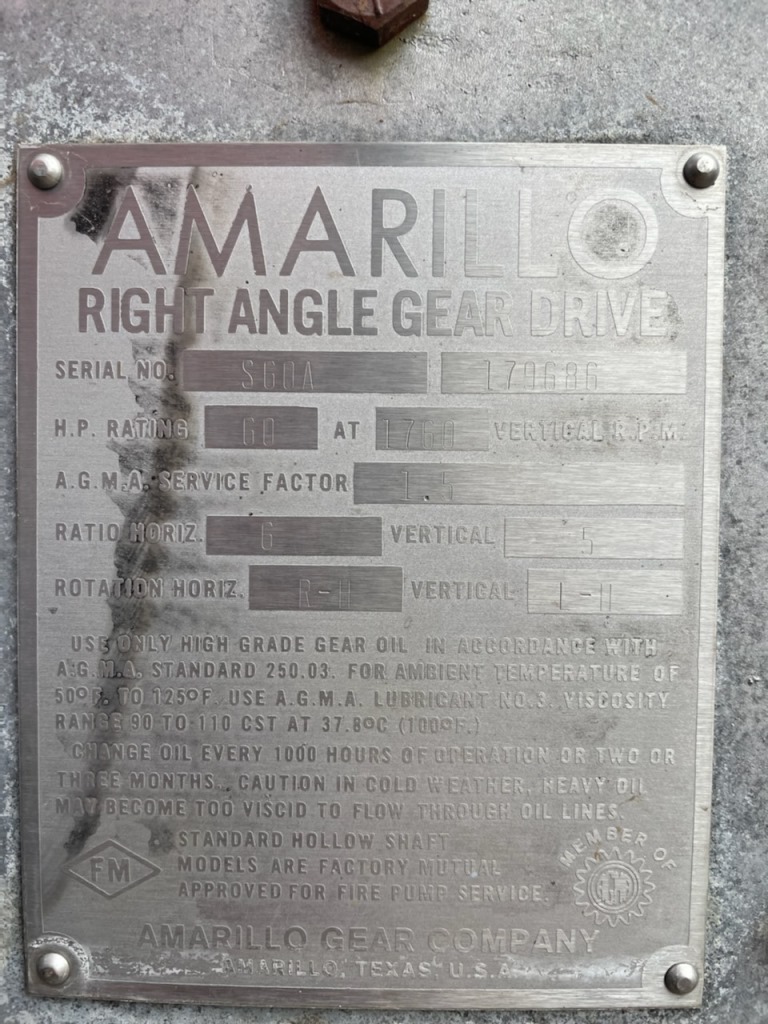 AMARILLO
RIGHT ANGLE GEAR DRIVE
SERIAL NO. S60A 179686
H.P. RATING 60 AT 1760 VERTICAL R.P.M.
A.G.M.A. SERVICE FACTOR 1.5
RATIO HORIZ. 6 VERTICAL 5
ROTATION HORIZ. R-H VERTICAL L-H
USE ONLY HIGH GRADE GEAR OIL IN ACCORDANCE WITH
A.G.M.A. STANDARD 250.03. FOR AMBIENT TEMPERATURE OF
50°F. TO 125°F. USE A.G.M.A. LUBRICANT NO.3. VISCOSITY
RANGE 90 TO 110 CST AT 37.8°C (100°F.)
CHANGE OIL EVERY 1000 HOURS OF OPERATION OR TWO OR
THREE MONTHS. CAUTION IN COLD WEATHER, HEAVY OIL
MAY BECOME TOO VISCID TO FLOW THROUGH OIL LINES.
FM
STANDARD HOLLOW SHAFT
MODELS ARE FACTORY MUTUAL
APPROVED FOR FIRE PUMP SERVICE.
MEMBER OF
AMARILLO GEAR COMPANY
AMARILLO, TEXAS, U.S.A.